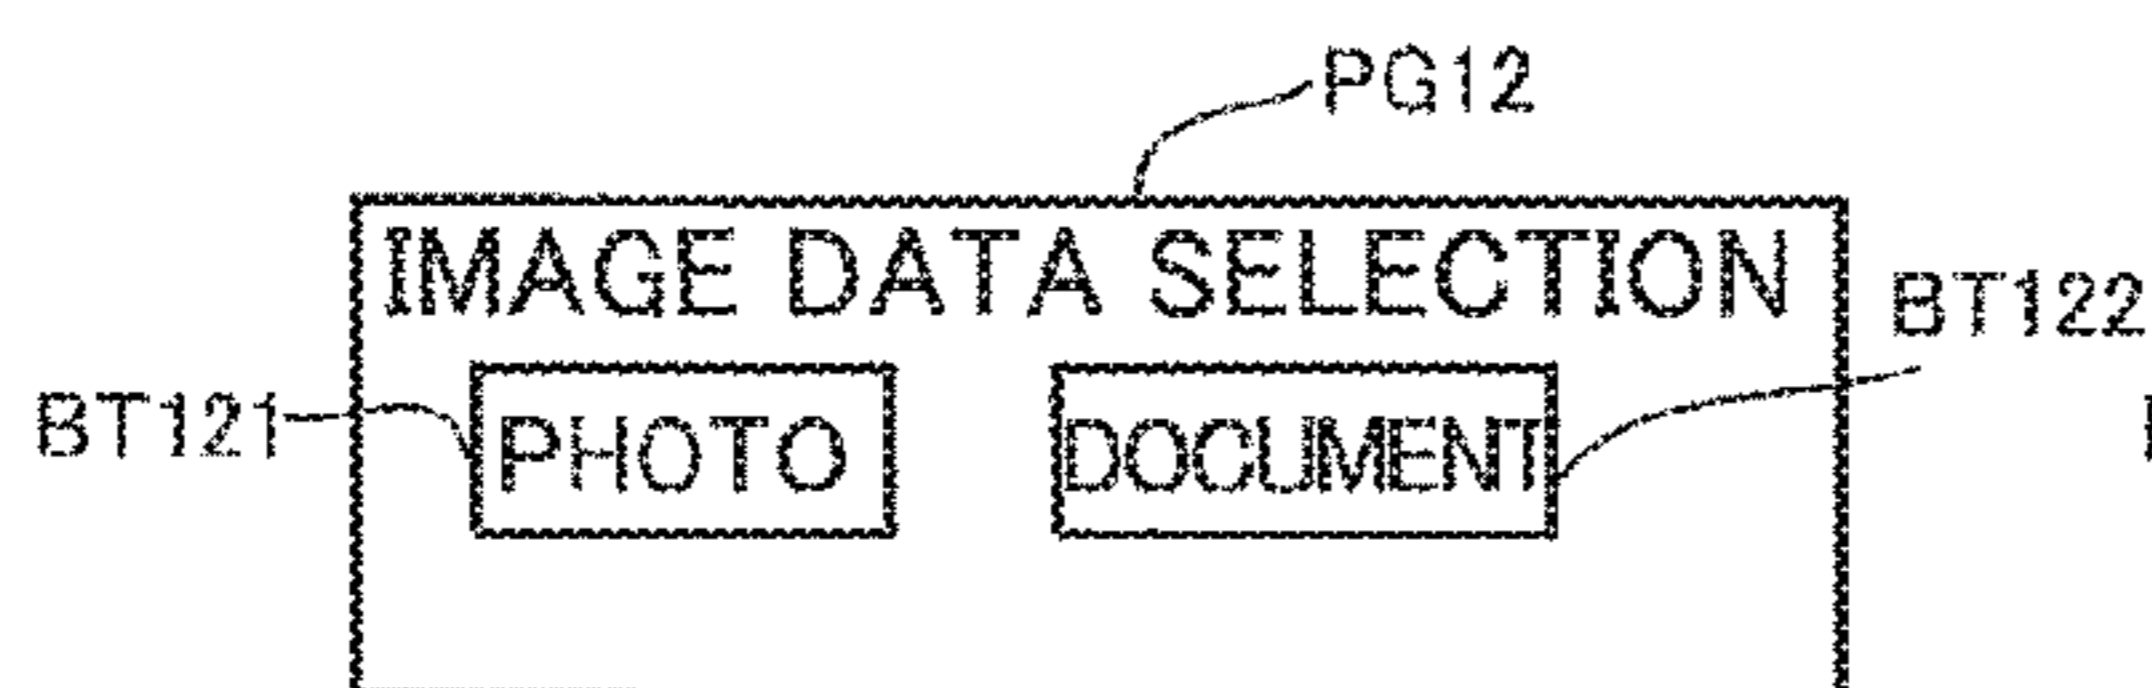 PG12
IMAGE DATA SELECTION
BT122
BT121 PHOTO DOCUMENT